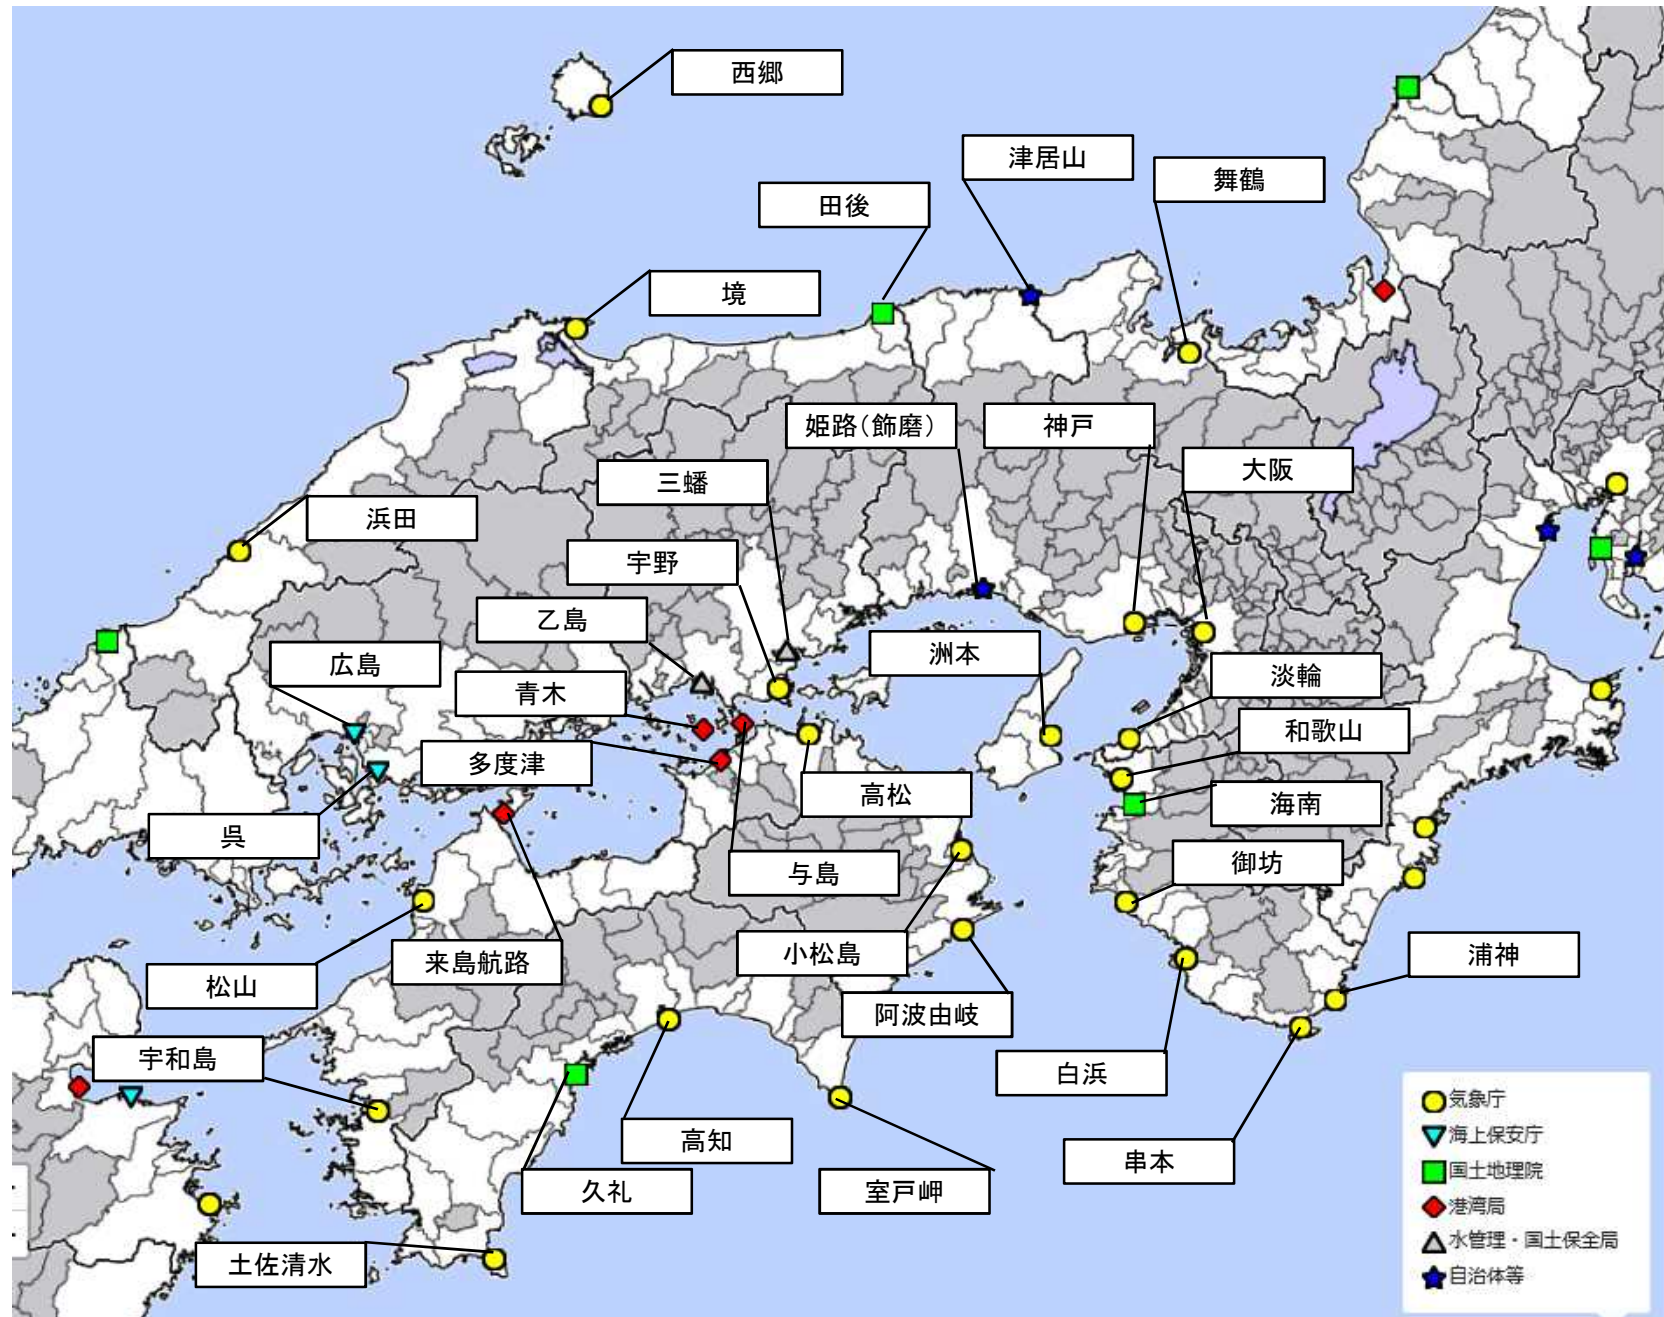 西郷
津居山
舞鶴
田後
境
姫路(飾磨)
神戸
大阪
三蟠
浜田
宇野
乙島
洲本
広島
淡輪
青木
和歌山
多度津
高松
海南
呉
与島
御坊
小松島
来島航路
浦神
松山
阿波由岐
宇和島
白浜
高知
串本
久礼
室戸岬
土佐清水
気象庁
海上保安庁
国土地理院
港湾局
水管理・国土保全局
自治体等